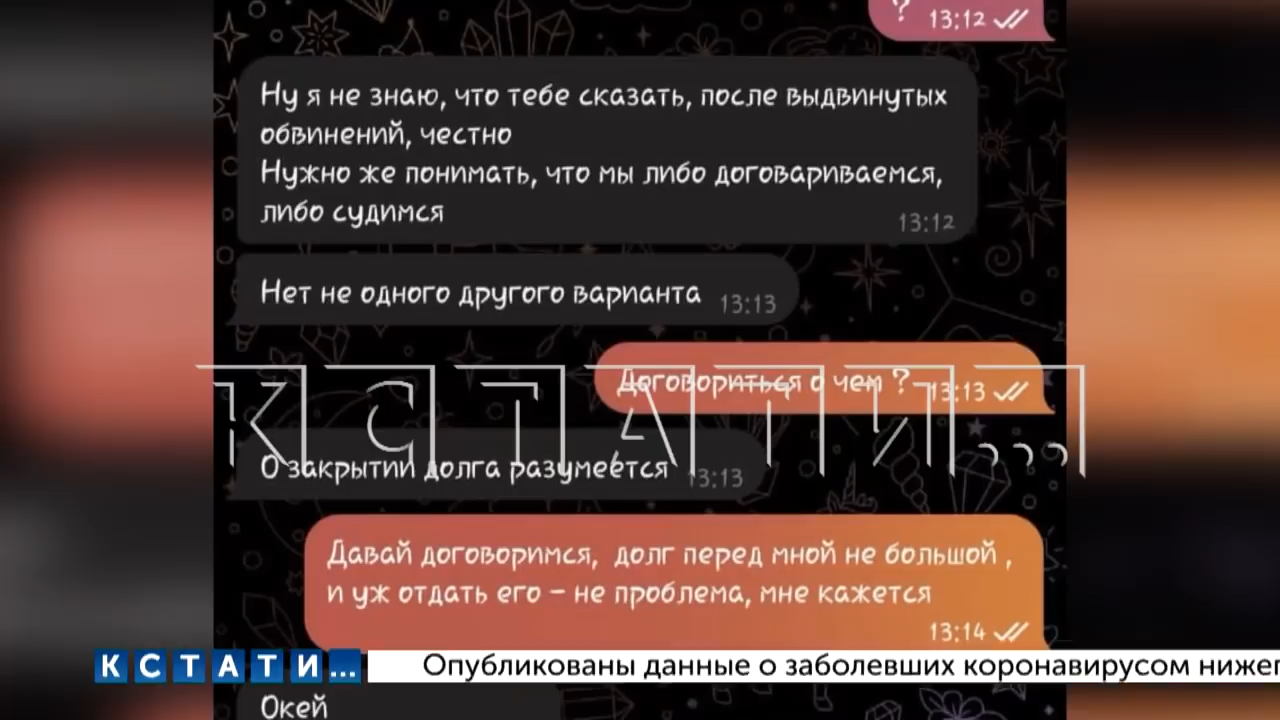 ?
13:12
Ну я не знаю, что тебе сказать, после выдвинутых
обвинений, честно
Нужно же понимать, что мы либо договариваемся,
либо судимся
13:12
Нет не одного другого варианта 13:13
Договориться о чем ? 13:13
КСТАТИ...
О закрытии долга разумеется 13:13
Давай договоримся, долг перед мной не большой ,
и уж отдать его – не проблема, мне кажется
13:14
КСТАТИ... Опубликованы данные о заболевших коронавирусом
Окей